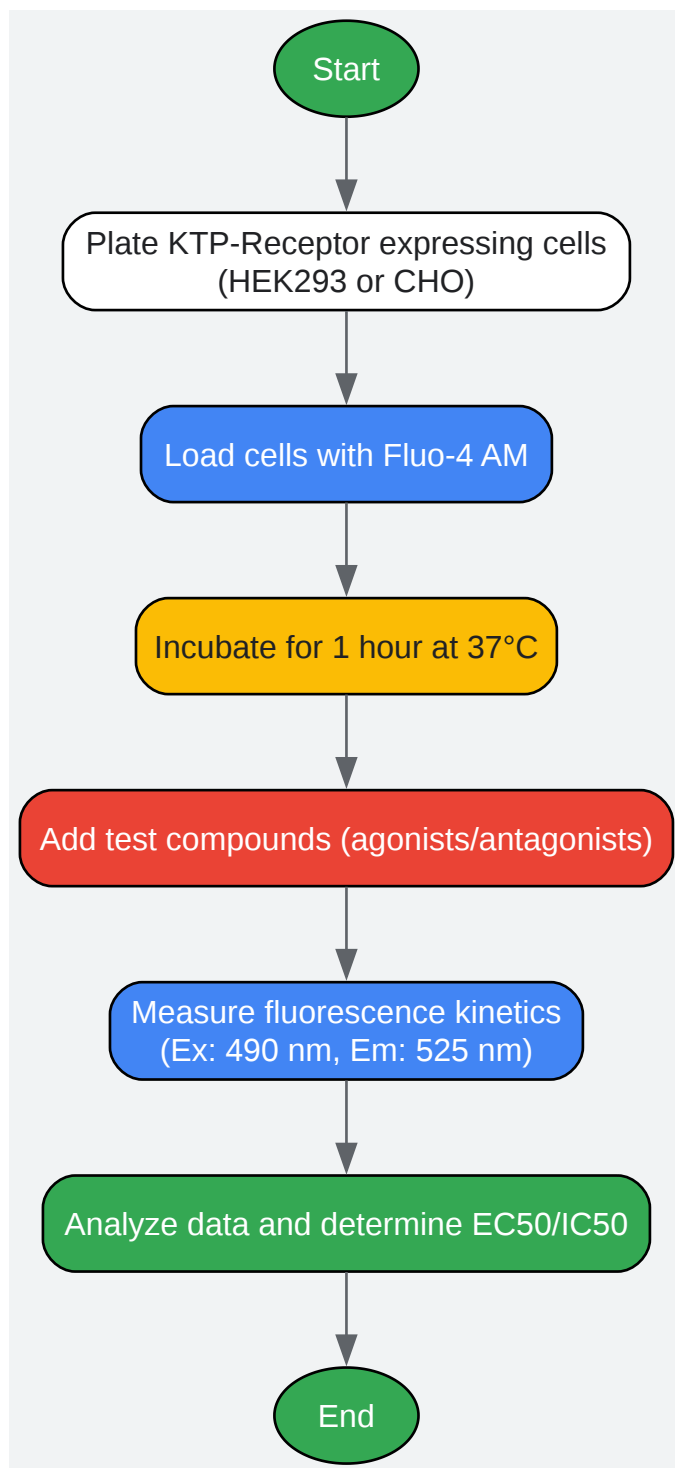 Start
Plate KTP-Receptor expressing cells
(HEK293 or CHO)
Load cells with Fluo-4 AM
Incubate for 1 hour at 37°C
Add test compounds (agonists/antagonists)
Measure fluorescence kinetics
(Ex: 490 nm, Em: 525 nm)
Analyze data and determine EC50/IC50
End